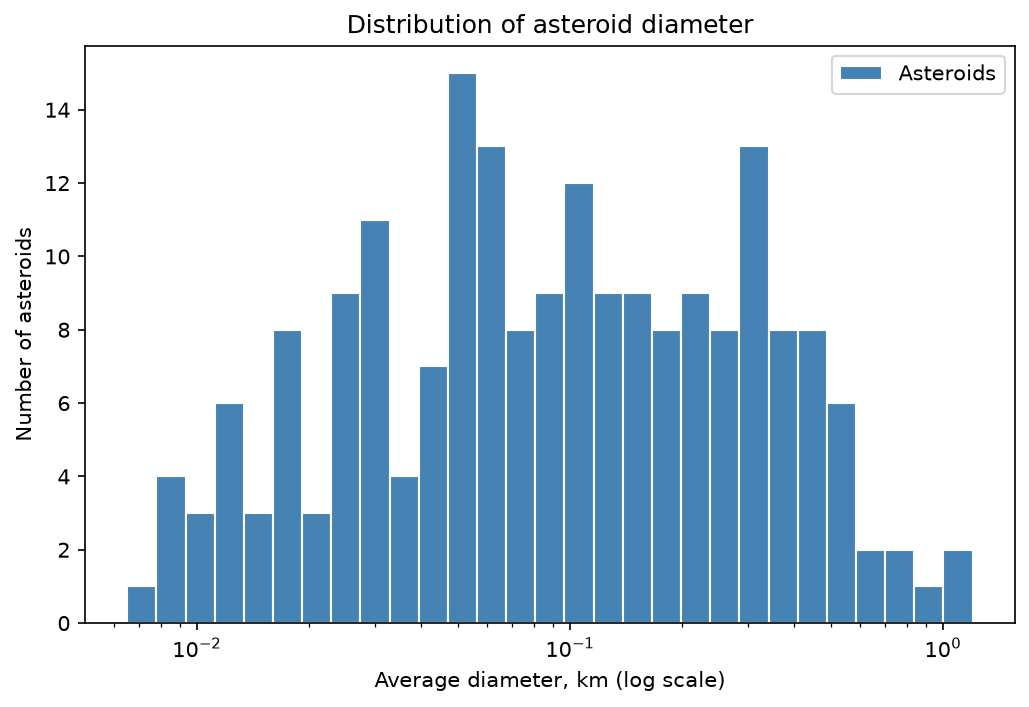 Distribution of asteroid diameter
Asteroids
Number of asteroids
14
12
10
8
6
4
2
0
10⁻² 10⁻¹ 10⁰
Average diameter, km (log scale)